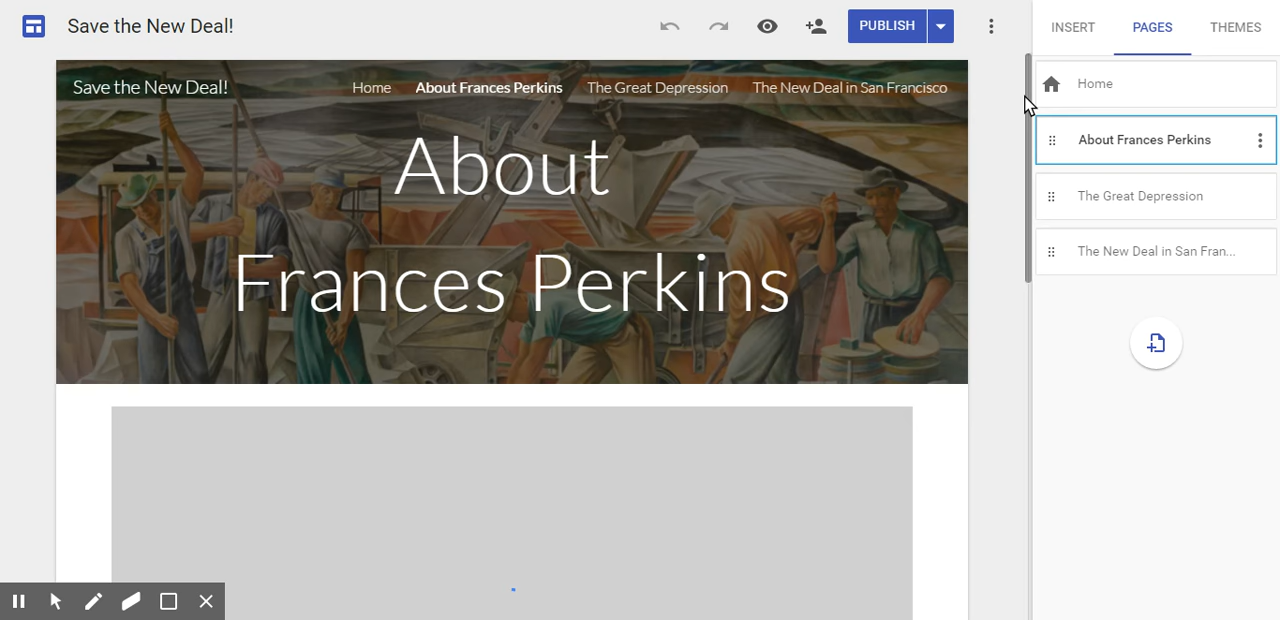 Save the New Deal!
PUBLISH
INSERT
PAGES
THEMES
Save the New Deal!
Home
About Frances Perkins
The Great Depression
The New Deal in San Francisco
About
Frances Perkins
Home
About Frances Perkins
The Great Depression
The New Deal in San Fran...